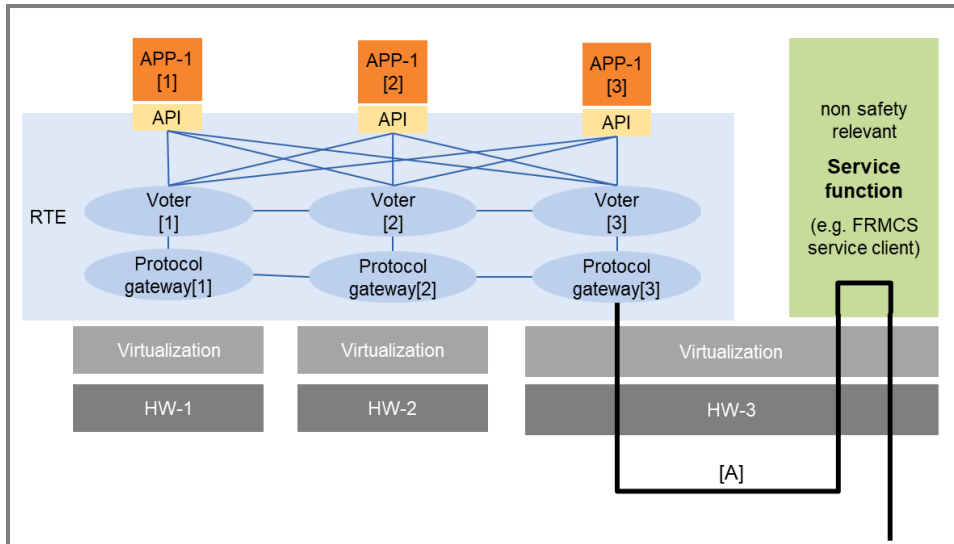 APP-1
[1]
APP-1
[2]
APP-1
[3]
API
API
API
non safety
relevant
Service
function
(e.g. FRMCS
service client)
RTE
Voter
[1]
Voter
[2]
Voter
[3]
Protocol
gateway[1]
Protocol
gateway[2]
Protocol
gateway[3]
Virtualization
Virtualization
Virtualization
HW-1
HW-2
HW-3
[A]